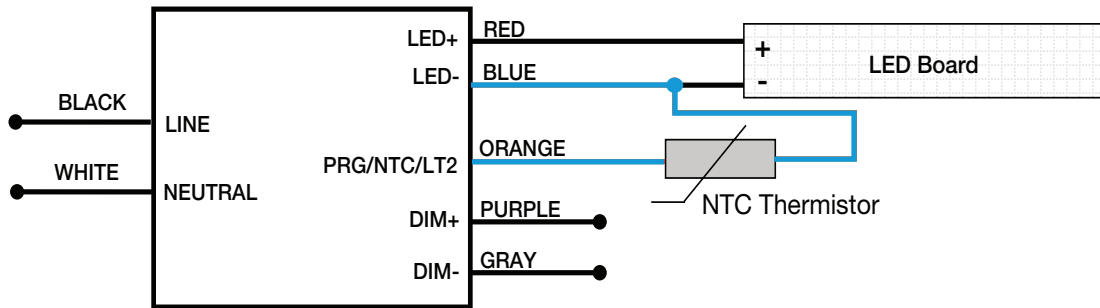 LED+
RED
+
LED Board
LED-
BLUE
-
BLACK
LINE
WHITE
NEUTRAL
PRG/NTC/LT2
ORANGE
NTC Thermistor
DIM+
PURPLE
DIM-
GRAY